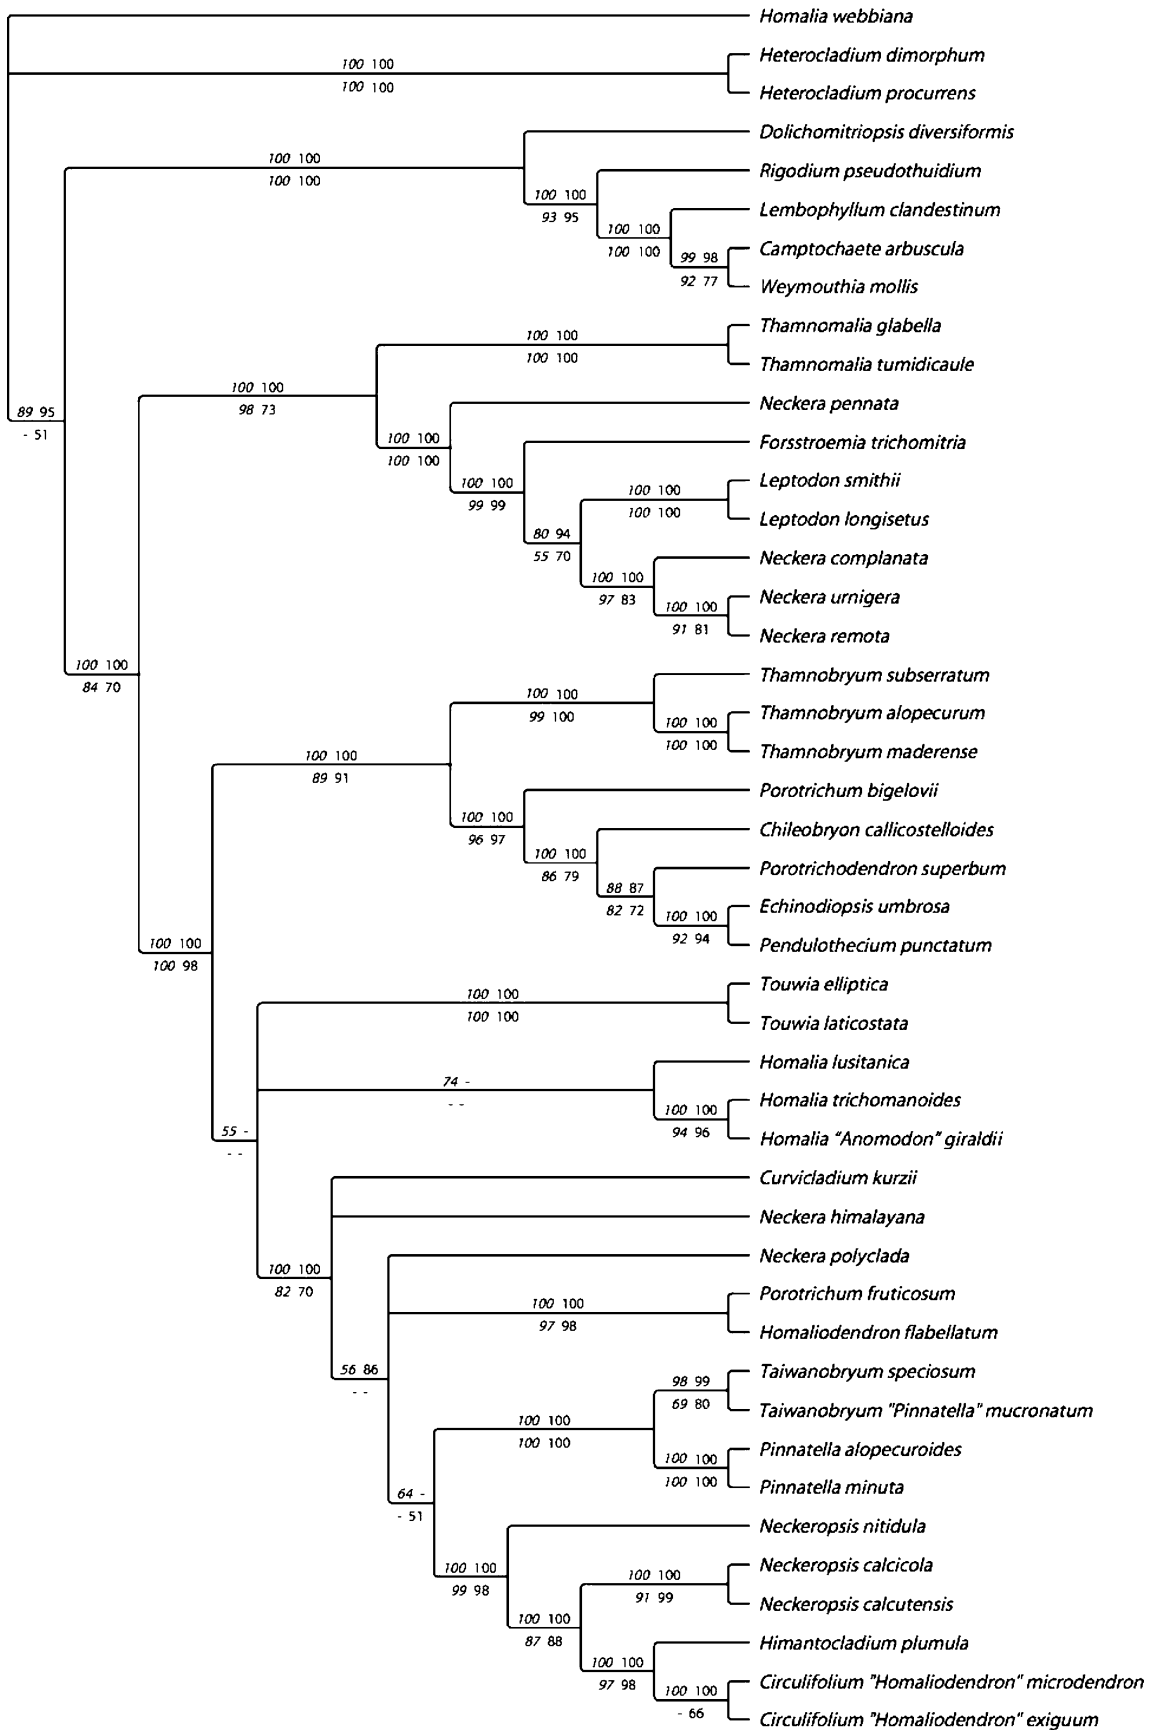 Homalia webbiana
Heterocladium dimorphum
100 100
100 100
Heterocladium procurrens
Dolichomitriopsis diversiformis
100 100
100 100
Rigodium pseudothuidium
100 100
93 95
Lembophyllum clandestinum
100 100
100 100
Camptochaete arbuscula
99 98
92 77
Weymouthia mollis
Thamnomalia glabella
100 100
100 100
Thamnomalia tumidicaule
100 100
98 73
Neckera pennata
89 95
- 51
100 100
100 100
Forsstroemia trichomitria
Leptodon smithii
100 100
99 99
100 100
100 100
Leptodon longisetus
80 94
55 70
Neckera complanata
100 100
97 83
Neckera urnigera
100 100
91 81
Neckera remota
100 100
84 70
Thamnobryum subserratum
100 100
99 100
Thamnobryum alopecurum
100 100
100 100
Thamnobryum maderense
100 100
89 91
Porotrichum bigelovii
100 100
96 97
Chileobryon callicostelloides
100 100
86 79
Porotrichodendron superbum
88 87
82 72
Echinodiopsis umbrosa
100 100
92 94
Pendulothecium punctatum
100 100
100 98
Touwia elliptica
100 100
100 100
Touwia laticostata
Homalia lusitanica
74 -
- -
Homalia trichomanoides
100 100
94 96
Homalia “Anomodon” giraldii
55 -
- -
Curvicladium kurzii
Neckera himalayana
Neckera polyclada
100 100
82 70
Porotrichum fruticosum
100 100
97 98
Homaliodendron flabellatum
56 86
- -
Taiwanobryum speciosum
98 99
69 80
Taiwanobryum "Pinnatella" mucronatum
100 100
100 100
Pinnatella alopecuroides
100 100
100 100
Pinnatella minuta
64 -
- 51
Neckeropsis nitidula
100 100
99 98
Neckeropsis calcicola
100 100
91 99
Neckeropsis calcutensis
100 100
87 88
Himantocladium plumula
100 100
97 98
Circulifolium "Homaliodendron" microdendron
100 100
- 66
Circulifolium "Homaliodendron" exiguum